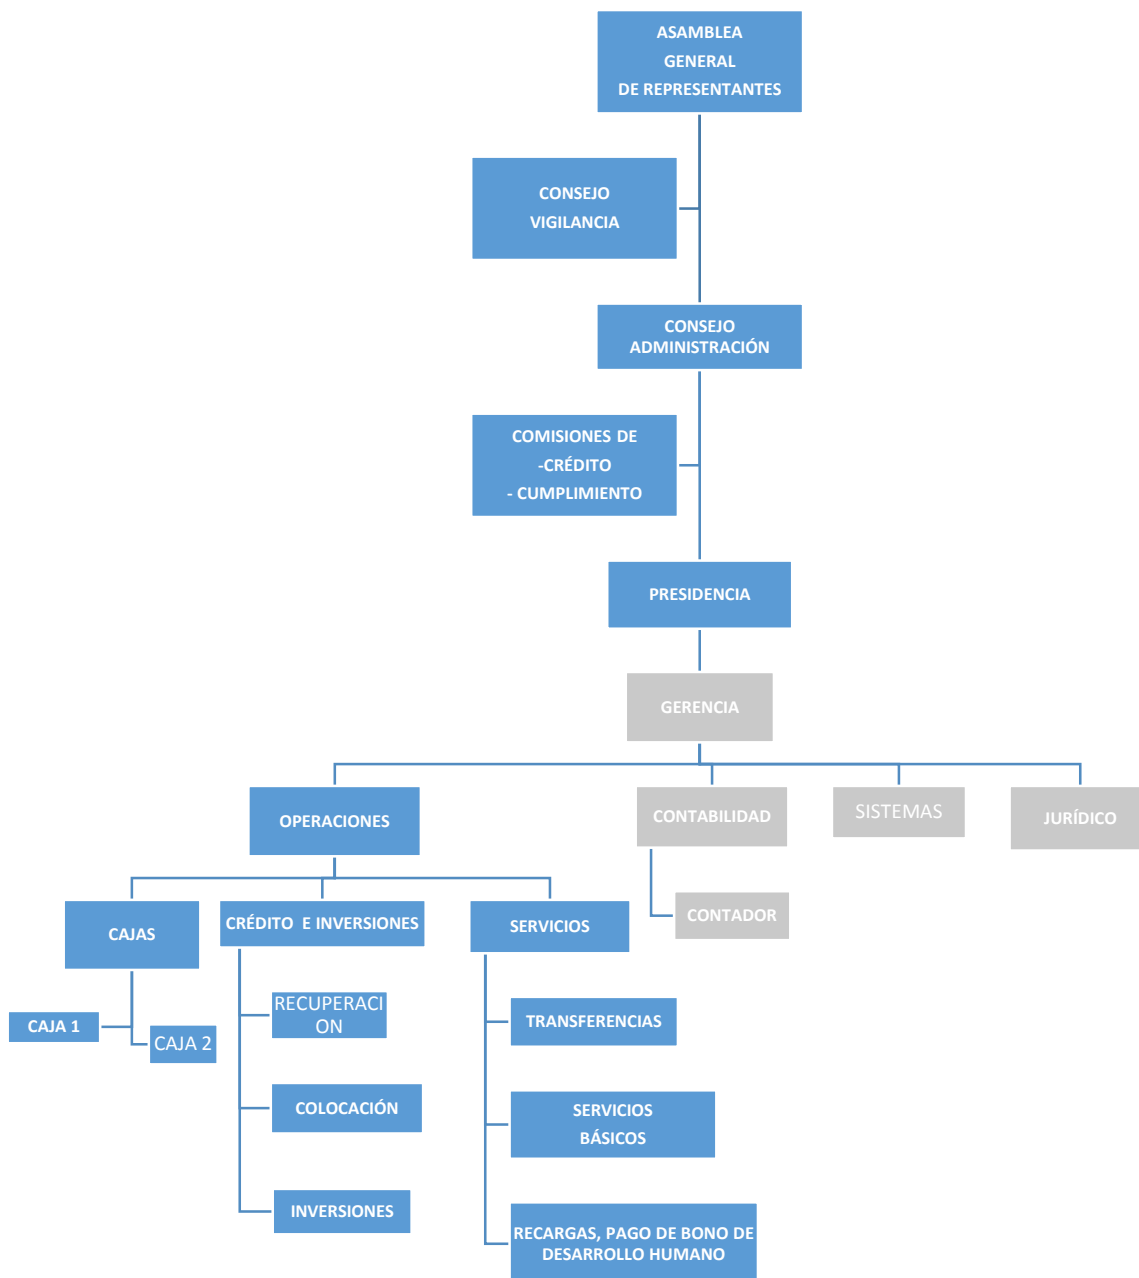 ASAMBLEA
GENERAL
DE REPRESENTANTES
CONSEJO
VIGILANCIA
CONSEJO
ADMINISTRACIÓN
COMISIONES DE
-CRÉDITO
- CUMPLIMIENTO
PRESIDENCIA
GERENCIA
OPERACIONES
CONTABILIDAD
SISTEMAS
JURÍDICO
CAJAS
CRÉDITO E INVERSIONES
SERVICIOS
CONTADOR
CAJA 1
CAJA 2
RECUPERACI
ON
COLOCACIÓN
INVERSIONES
TRANSFERENCIAS
SERVICIOS
BÁSICOS
RECARGAS, PAGO DE BONO DE
DESARROLLO HUMANO